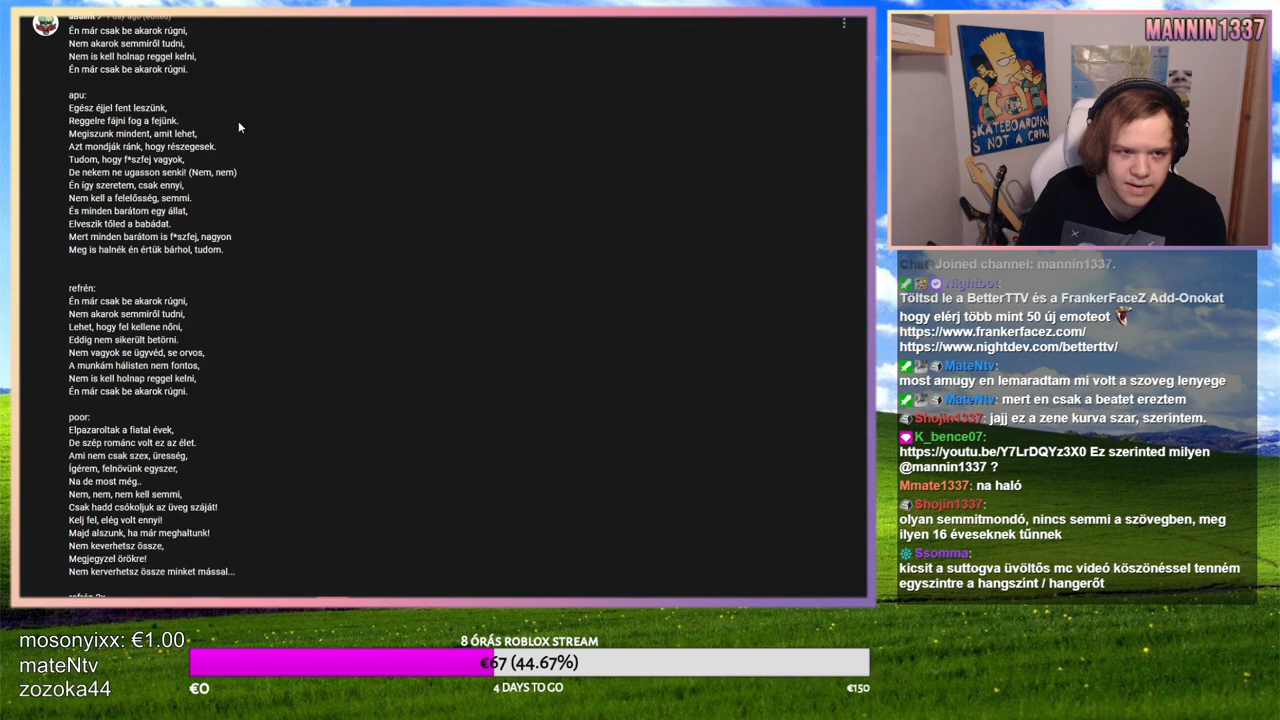 Én már csak be akarok rúgni,
Nem akarok semmiről tudni,
Nem is kell holnap reggel kelni,
Én már csak be akarok rúgni.
apu:
Egész éjjel fent leszünk,
Reggelre fájni fog a fejünk.
Megiszunk mindent, amit lehet,
Azt mondják ránk, hogy részegesek.
Tudom, hogy f*szfej vagyok,
De nekem ne ugasson senki! (Nem, nem)
Én így szeretem, csak ennyi,
Nem kell a felelősség, semmi.
És minden barátom egy állat,
Elveszik tőled a babádat.
Mert minden barátom is f*szfej, nagyon
Meg is halnék én értük bárhol, tudom.
refrén:
Én már csak be akarok rúgni,
Nem akarok semmiről tudni,
Lehet, hogy fel kellene nőni,
Eddig nem sikerült betörni.
Nem vagyok se ügyvéd, se orvos,
A munkám hálisten nem fontos,
Nem is kell holnap reggel kelni,
Én már csak be akarok rúgni.
poor:
Elpazaroltak a fiatal évek,
De szép románc volt ez az élet.
Ami nem csak szex, üresség,
Ígérem, felnövünk egyszer,
Na de most még..
Nem, nem, nem kell semmi,
Csak hadd csókoljuk az üveg száját!
Kelj fel, elég volt ennyi!
Majd alszunk, ha már meghaltunk!
Nem keverhetsz össze,
Megjegyzel örökre!
Nem kerverhetsz össze minket mással...
MANNIN1337
SKATEBOARDING
IS NOT A CRIM
Chat Joined channel: mannin1337.
Nightbot:
Töltsd le a BetterTTV és a FrankerFaceZ Add-Onokat
hogy elérj több mint 50 új emoteot
https://www.frankerfacez.com/
https://www.nightdev.com/betterttv/
MateNtv:
most amugy en lemaradtam mi volt a szoveg lenyege
MateNtv: mert en csak a beatet ereztem
Shojin1337: jajj ez a zene kurva szar, szerintem.
K_bence07:
https://youtu.be/Y7LrDQYz3X0 Ez szerinted milyen
@mannin1337 ?
Mmate1337: na haló
Shojin1337:
olyan semmitmondó, nincs semmi a szövegben, meg
ilyen 16 éveseknek tűnnek
Ssomma:
kicsit a suttogva üvöltős mc videó köszönéssel tenném
egyszintre a hangszínt / hangerőt
mosonyixx: €1.00
mateNtv
zozoka44
8 ÓRÁS ROBLOX STREAM
€67 (44.67%)
€0
4 DAYS TO GO
€150